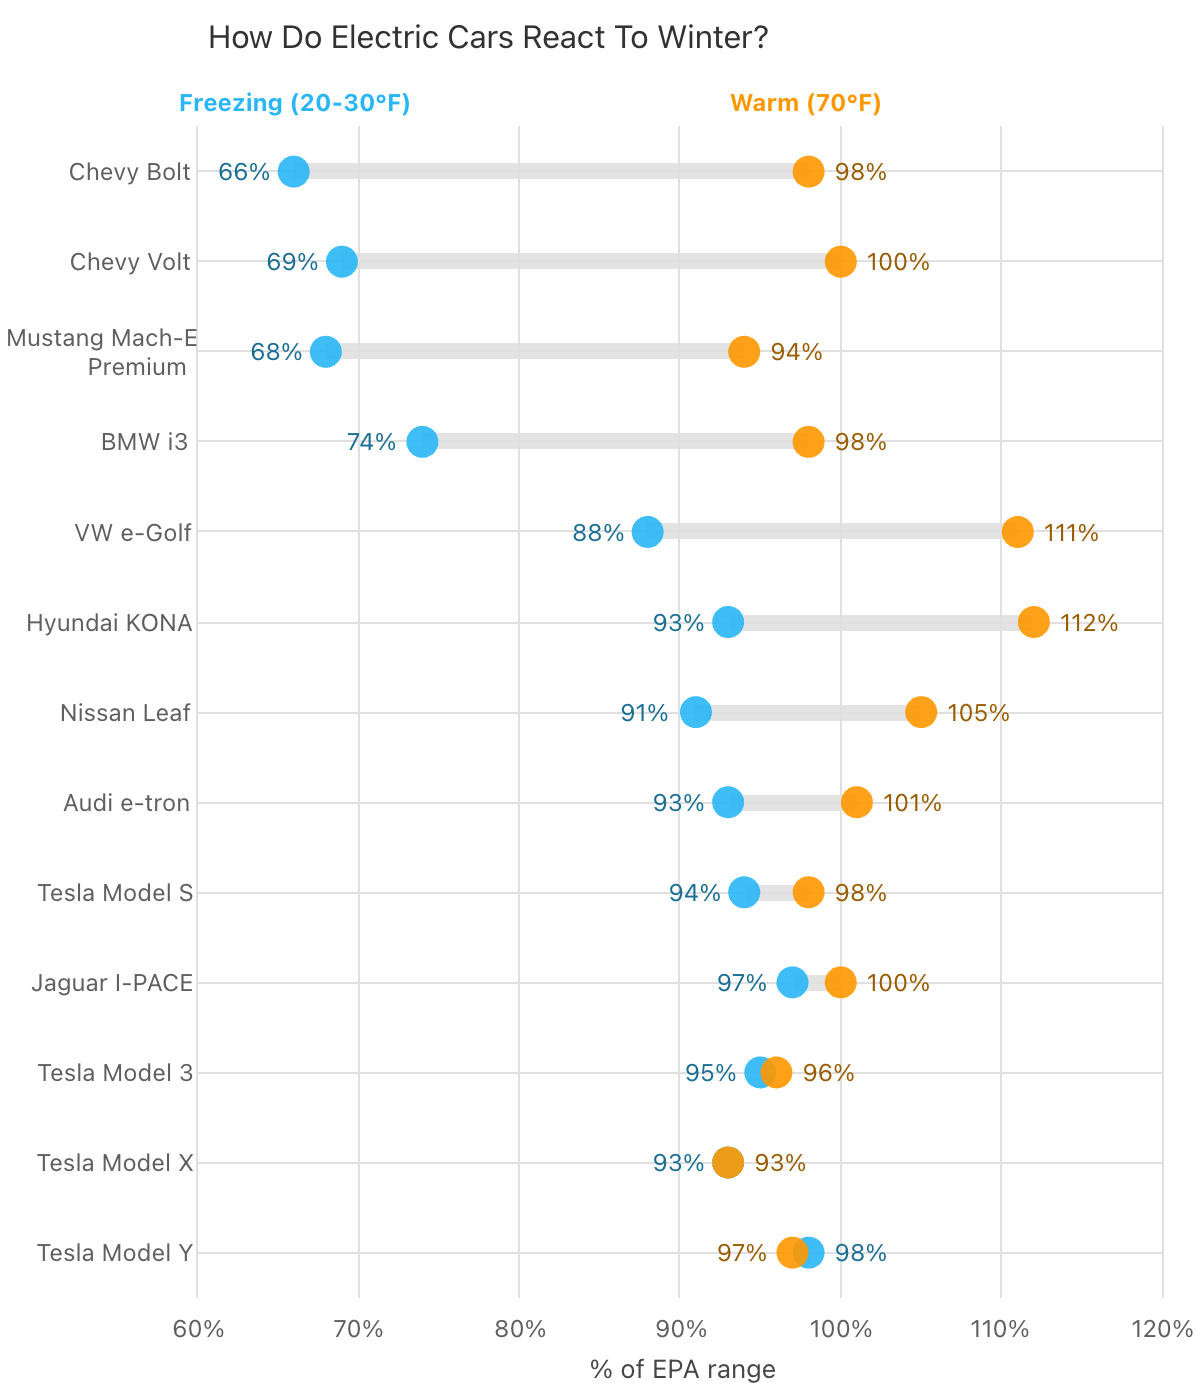 How Do Electric Cars React To Winter?
Freezing (20-30°F) Warm (70°F)
Chevy Bolt 66% 98%
Chevy Volt 69% 100%
Mustang Mach-E
Premium 68% 94%
BMW i3 74% 98%
VW e-Golf 88% 111%
Hyundai KONA 93% 112%
Nissan Leaf 91% 105%
Audi e-tron 93% 101%
Tesla Model S 94% 98%
Jaguar I-PACE 97% 100%
Tesla Model 3 95% 96%
Tesla Model X 93% 93%
Tesla Model Y 97% 98%
60% 70% 80% 90% 100% 110% 120%
% of EPA range